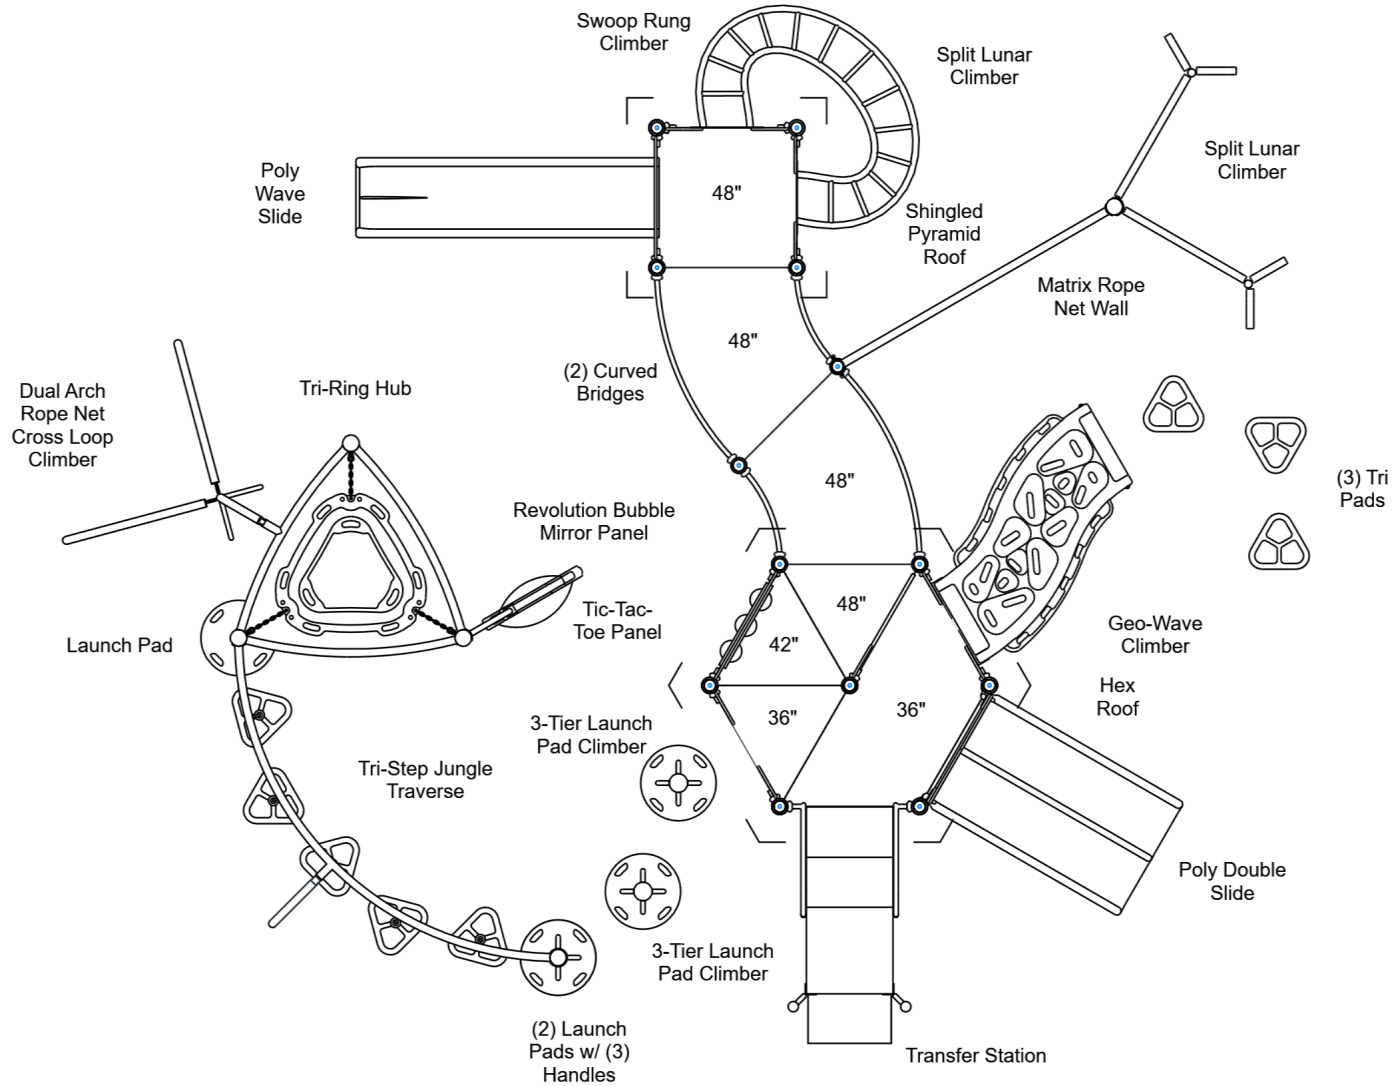 Swoop Rung
Climber
Split Lunar
Climber
Split Lunar
Climber
Poly
Wave
Slide
48"
Shingled
Pyramid
Roof
Matrix Rope
Net Wall
48"
(2) Curved
Bridges
Dual Arch
Rope Net
Cross Loop
Climber
Tri-Ring Hub
48"
(3) Tri
Pads
Revolution Bubble
Mirror Panel
Tic-Tac-
Toe Panel
48"
42"
Launch Pad
Geo-Wave
Climber
Hex
Roof
36"
36"
3-Tier Launch
Pad Climber
Tri-Step Jungle
Traverse
Poly Double
Slide
3-Tier Launch
Pad Climber
(2) Launch
Pads w/ (3)
Handles
Transfer Station